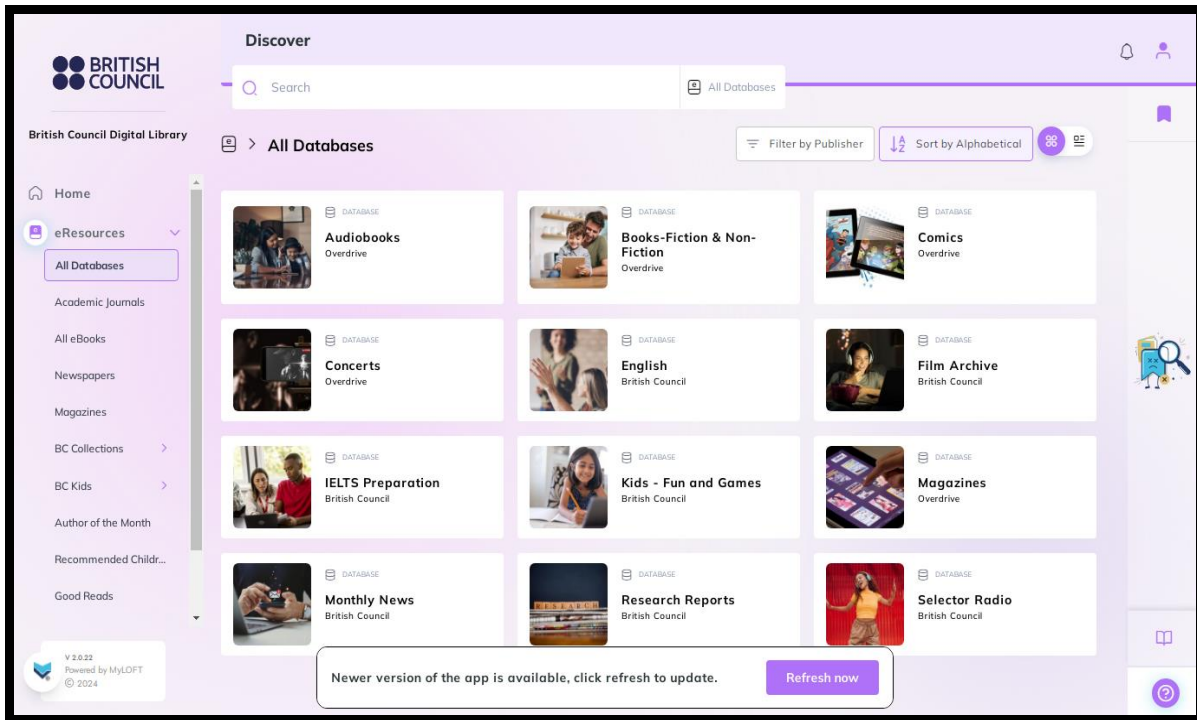 BRITISH
COUNCIL
British Council Digital Library
Home
eResources
All Databases
Academic Journals
All eBooks
Newspapers
Magazines
BC Collections
BC Kids
Author of the Month
Recommended Childr...
Good Reads
V 2.0.22
Powered by MyLOFT
© 2024
Discover
Search
All Databases
> All Databases
Filter by Publisher
Sort by Alphabetical
DATABASE
Audiobooks
Overdrive
DATABASE
Books-Fiction & Non-
Fiction
Overdrive
DATABASE
Comics
Overdrive
DATABASE
Concerts
Overdrive
DATABASE
English
British Council
DATABASE
Film Archive
British Council
DATABASE
IELTS Preparation
British Council
DATABASE
Kids - Fun and Games
British Council
DATABASE
Magazines
Overdrive
DATABASE
Monthly News
British Council
RESEARCH
DATABASE
Research Reports
British Council
DATABASE
Selector Radio
British Council
Newer version of the app is available, click refresh to update.
Refresh now